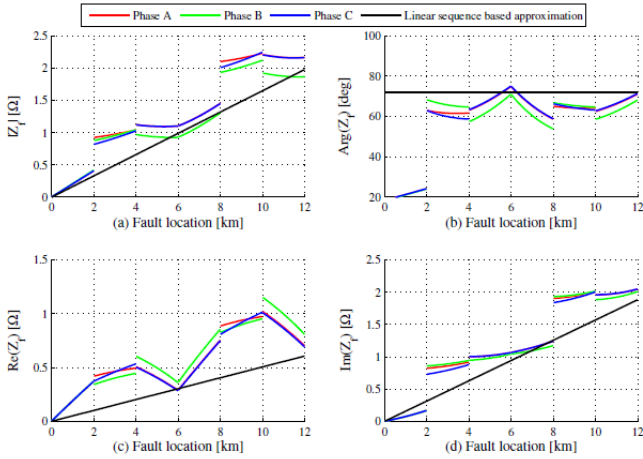 Phase A Phase B Phase C Linear sequence based approximation
|Z_f| [Ω]
2.5
2
1.5
1
0.5
0
0 2 4 6 8 10 12
(a) Fault location [km]
Arg(Z_f) [deg]
100
80
60
40
20
0 2 4 6 8 10 12
(b) Fault location [km]
Re(Z_f) [Ω]
1.5
1
0.5
0
0 2 4 6 8 10 12
(c) Fault location [km]
Im(Z_f) [Ω]
2.5
2
1.5
1
0.5
0
0 2 4 6 8 10 12
(d) Fault location [km]